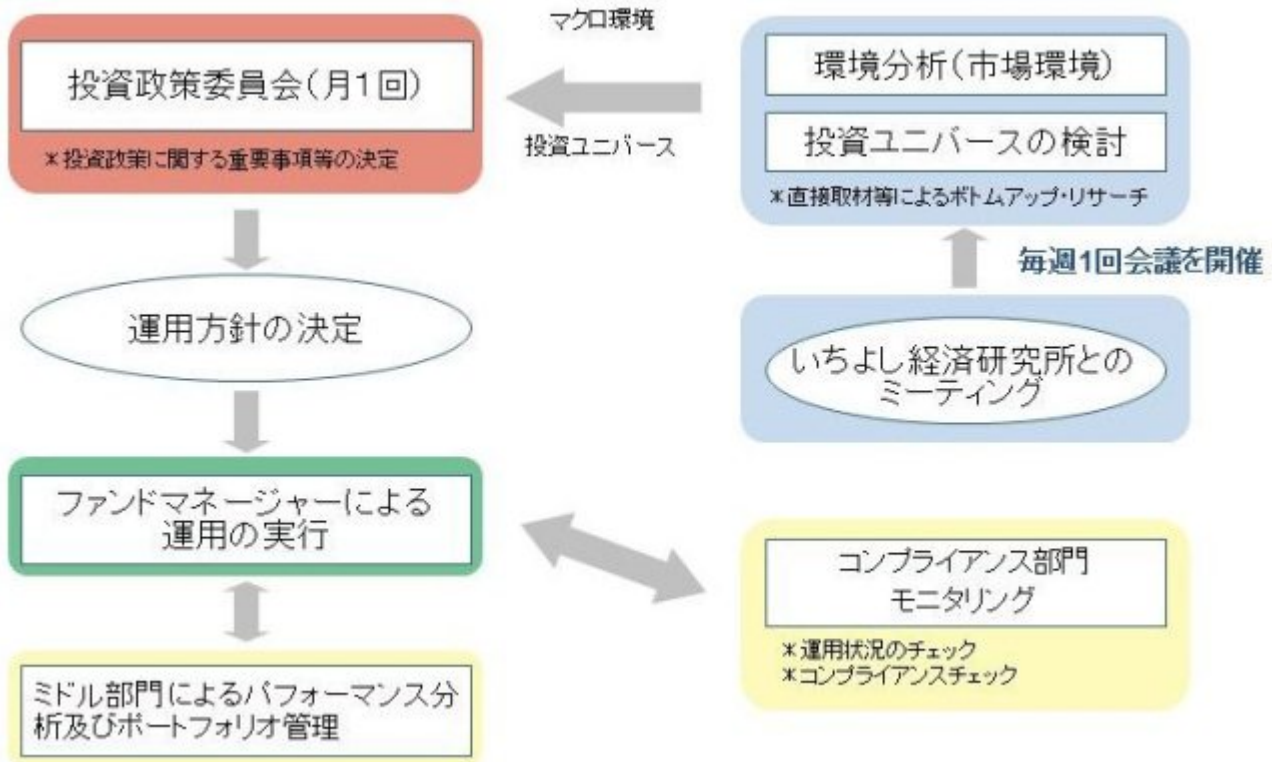 マクロ環境
投資政策委員会(月1回)
*投資政策に関する重要事項等の決定
投資ユニバース
環境分析(市場環境)
投資ユニバースの検討
*直接取材等によるボトムアップ・リサーチ
毎週1回会議を開催
いちよし経済研究所との
ミーティング
運用方針の決定
ファンドマネージャーによる
運用の実行
コンプライアンス部門
モニタリング
*運用状況のチェック
*コンプライアンスチェック
ミドル部門によるパフォーマンス分
析及びポートフォリオ管理